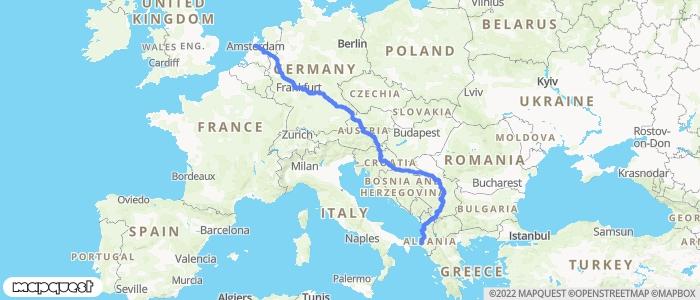 UNITED
KINGDOM
WALES ENG.
Cardiff
Amsterdam
Berlin
POLAND
BELARUS
Vilnius
Minsk
GERMANY
Frankfurt
CZECHIA
Lviv
Kyiv
UKRAINE
SLOVAKIA
FRANCE
Zurich
AUSTRIA
Budapest
MOLDOVA
Rostov-
on-Don
Milan
CROATIA
ROMANIA
Krasnodar
Bordeaux
BOSNIA AND
HERZEGOVINA
Bucharest
Oviedo
ITALY
BULGARIA
SPAIN
Barcelona
Naples
ALBANIA
Istanbul
PORTUGAL
Valencia
Palermo
GREECE
TURKEY
Seville
Algiers
Tunis
mapquest
©2022 MAPQUEST ©OPENSTREETMAP ©MAPBOX